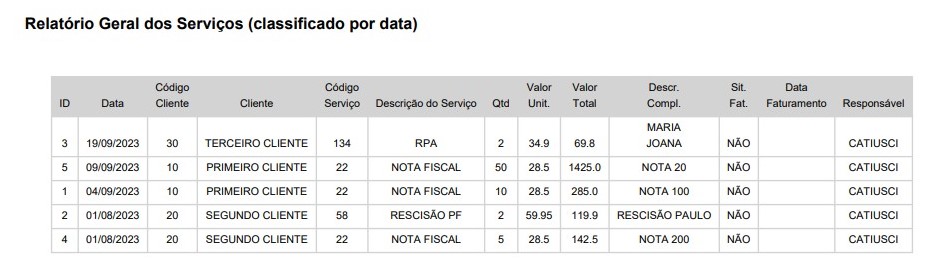 Relatório Geral dos Serviços (classificado por data)
ID Data Código Cliente Cliente Código Serviço Descrição do Serviço Qtd Valor Unit. Valor Total Descr. Compl. Sit. Fat. Data Faturamento Responsável
3 19/09/2023 30 TERCEIRO CLIENTE 134 RPA 2 34.9 69.8 MARIA JOANA NÃO CATIUSCI
5 09/09/2023 10 PRIMEIRO CLIENTE 22 NOTA FISCAL 50 28.5 1425.0 NOTA 20 NÃO CATIUSCI
1 04/09/2023 10 PRIMEIRO CLIENTE 22 NOTA FISCAL 10 28.5 285.0 NOTA 100 NÃO CATIUSCI
2 01/08/2023 20 SEGUNDO CLIENTE 58 RESCISÃO PF 2 59.95 119.9 RESCISÃO PAULO NÃO CATIUSCI
4 01/08/2023 20 SEGUNDO CLIENTE 22 NOTA FISCAL 5 28.5 142.5 NOTA 200 NÃO CATIUSCI